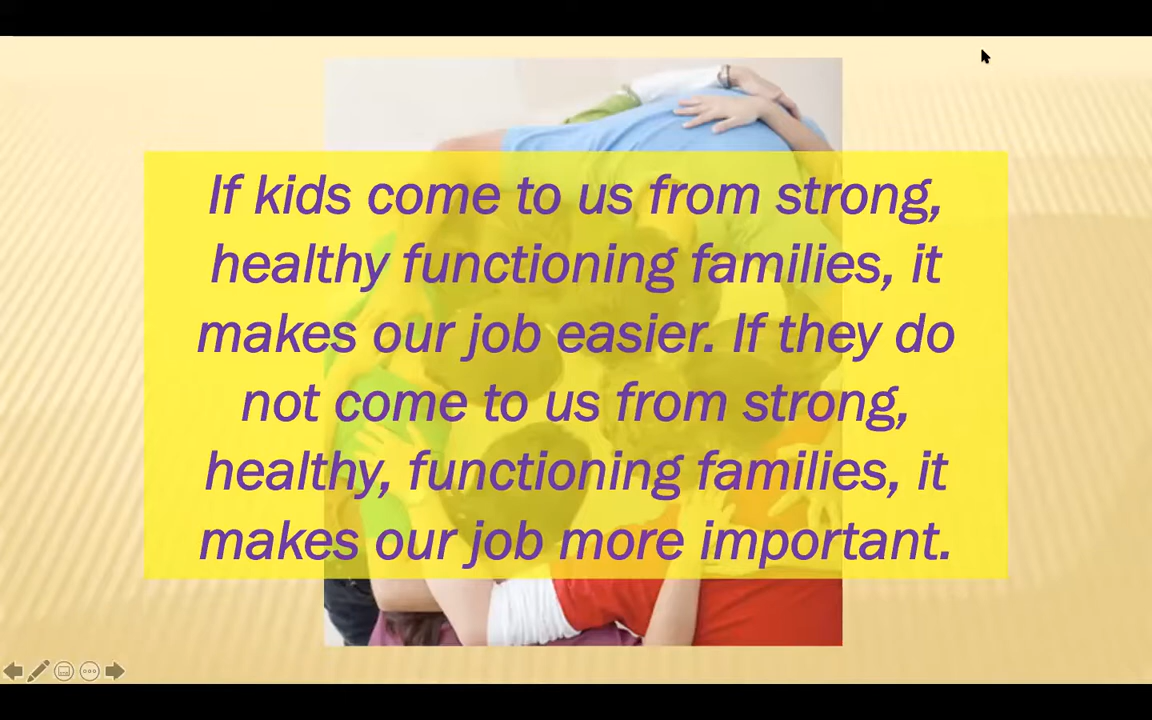 If kids come to us from strong,
healthy functioning families, it
makes our job easier. If they do
not come to us from strong,
healthy, functioning families, it
makes our job more important.